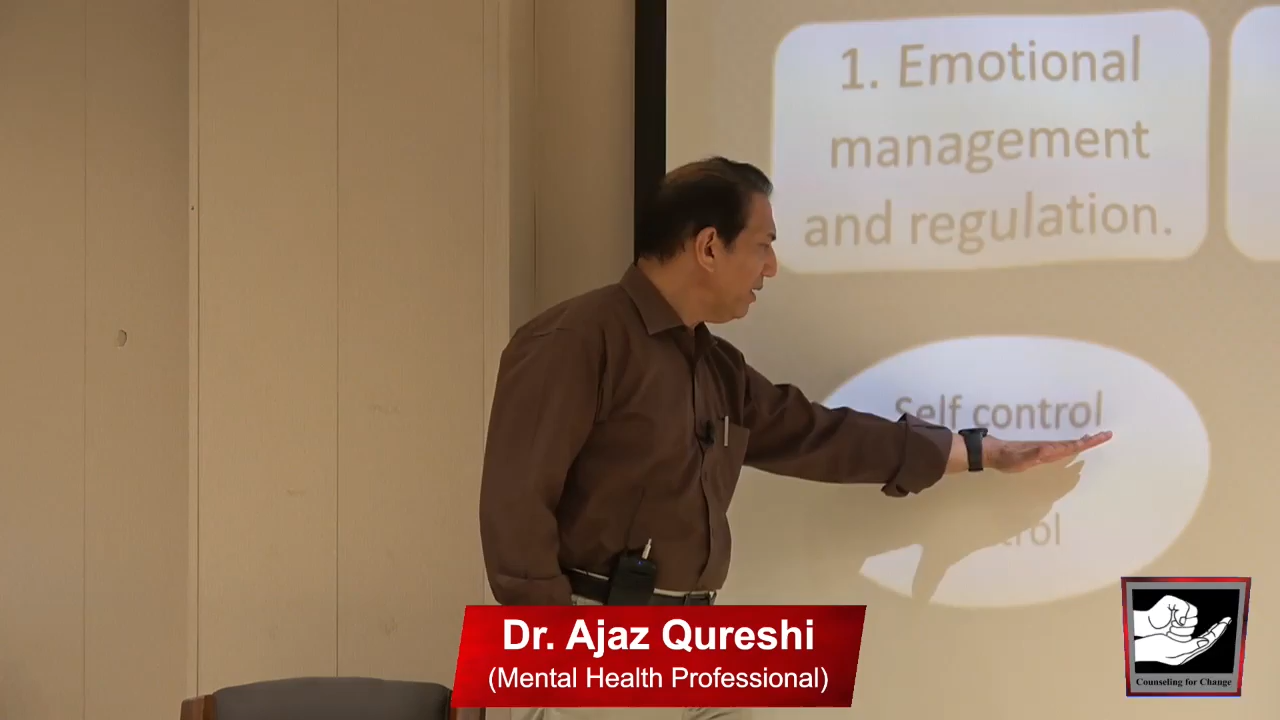 1. Emotional
management
and regulation.
Self control
Dr. Ajaz Qureshi
(Mental Health Professional)
Counseling for Change